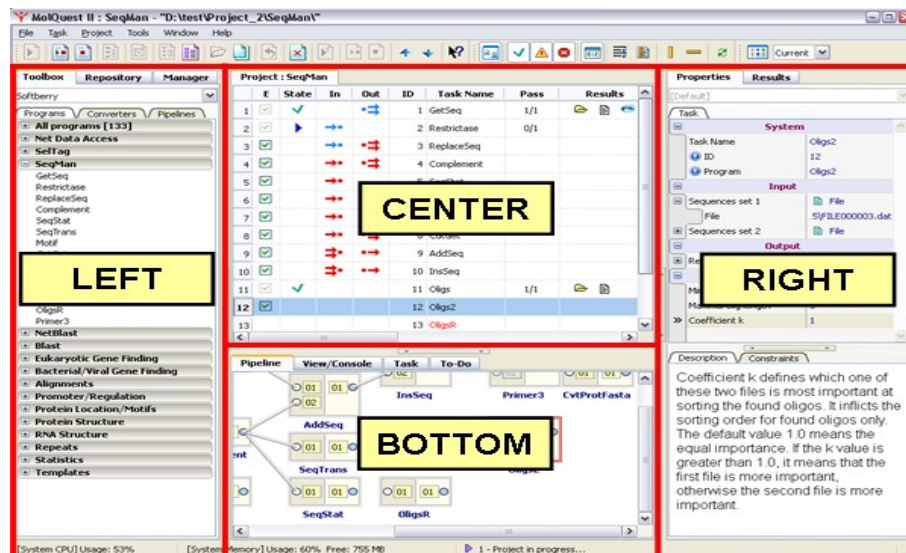 MolQuest II : SeqMan - "D:\test\Project_2\SeqMan\"
File Task Project Tools Window Help
Current
Toolbox Repository Manager
Softberry
Programs Converters Pipelines
All programs [133]
Net Data Access
SelTag
SeqMan
GetSeq
Restrictase
ReplaceSeq
Complement
SeqStat
SeqTrans
Motif
LEFT
OligsR
Primer3
NetBlast
Blast
Eukaryotic Gene Finding
Bacterial/Viral Gene Finding
Alignments
Promoter/Regulation
Protein Location/Motifs
Protein Structure
RNA Structure
Repeats
Statistics
Templates
Project : SeqMan
E State In Out ID Task Name Pass Results
1 1 GetSeq 1/1
2 2 Restrictase 0/1
3 3 ReplaceSeq
4 4 Complement
5
6
7
8
CENTER
9 9 AddSeq
10 10 InsSeq
11 11 Oligs 1/1
12 12 Oligs2
13 13 OligsR
Pipeline View/Console Task To-Do
01 01 02
02 InsSeq Primer3 CvtProtFasta
AddSeq
01 01
SeqTrans
BOTTOM
01 01 01 01
SeqStat OligsR
Properties Results
[Default]
Task
System
Task Name Oligs2
ID 12
Program Oligs2
Input
Sequences set 1 File
File .5\FILE000003.dat
Sequences set 2 File
Output
RIGHT
Coefficient k 1
Description Constraints
Coefficient k defines which one of
these two files is most important at
sorting the found oligos. It inflicts the
sorting order for found oligos only.
The default value 1.0 means the
equal importance. If the k value is
greater than 1.0, it means that the
first file is more important,
otherwise the second file is more
important.
[System CPU] Usage: 53% [System Memory] Usage: 60% Free: 755 MB 1 - Project in progress...